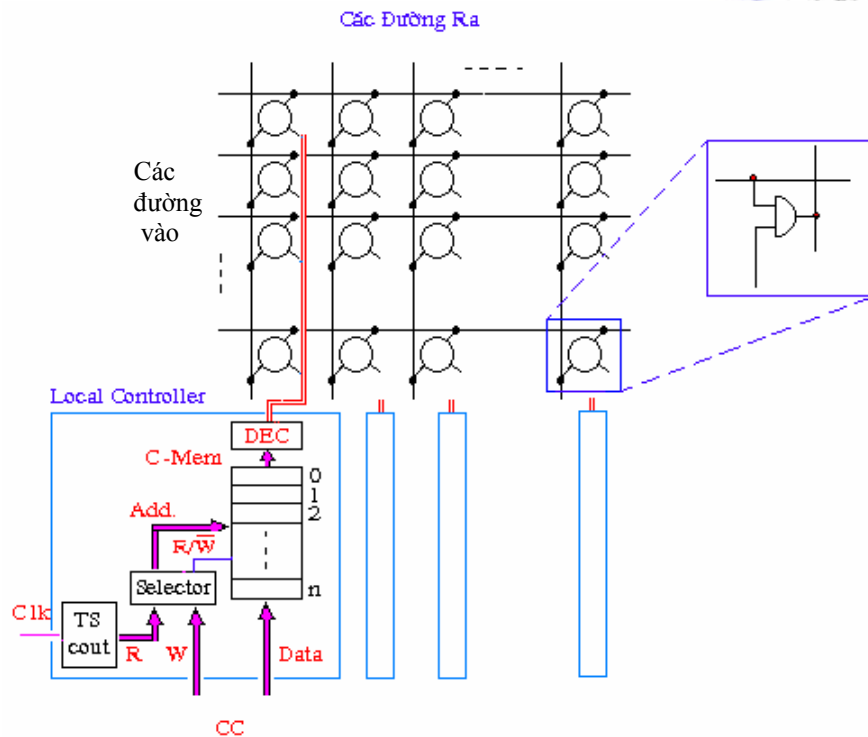 Các Đường Ra
Các
đường
vào
Local Controller
DEC
C-Mem
0
1
2
Add.
R/W̅
Selector
n
Clk
TS
cout
R
W
Data
CC